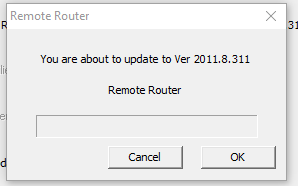 Remote Router
You are about to update to Ver 2011.8.311
Remote Router
Cancel
OK